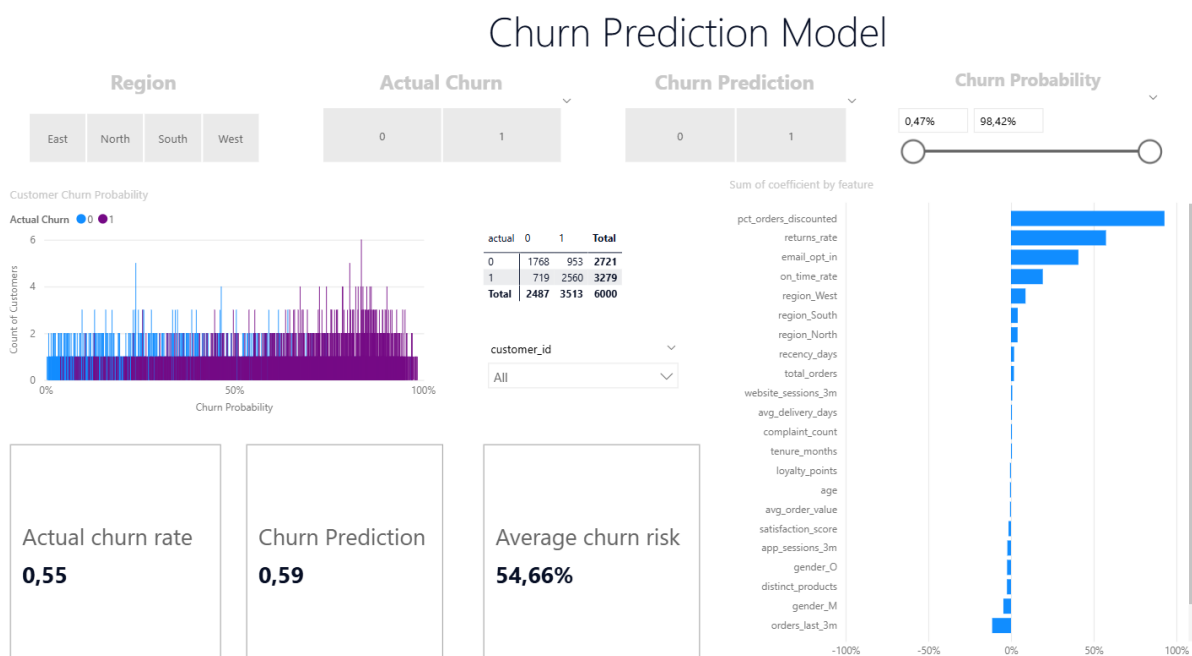 Churn Prediction Model
Region
Actual Churn
Churn Prediction
Churn Probability
East North South West
0 1
0 1
0,47% 98,42%
Customer Churn Probability
Actual Churn 0 1
Count of Customers
6
4
2
0
0% 50% 100%
Churn Probability
actual 0 1 Total
0 1768 953 2721
1 719 2560 3279
Total 2487 3513 6000
customer_id
All
Sum of coefficient by feature
pct_orders_discounted
returns_rate
email_opt_in
on_time_rate
region_West
region_South
region_North
recency_days
total_orders
website_sessions_3m
avg_delivery_days
complaint_count
tenure_months
loyalty_points
age
avg_order_value
satisfaction_score
app_sessions_3m
gender_O
distinct_products
gender_M
orders_last_3m
-100% -50% 0% 50% 100%
Actual churn rate
0,55
Churn Prediction
0,59
Average churn risk
54,66%